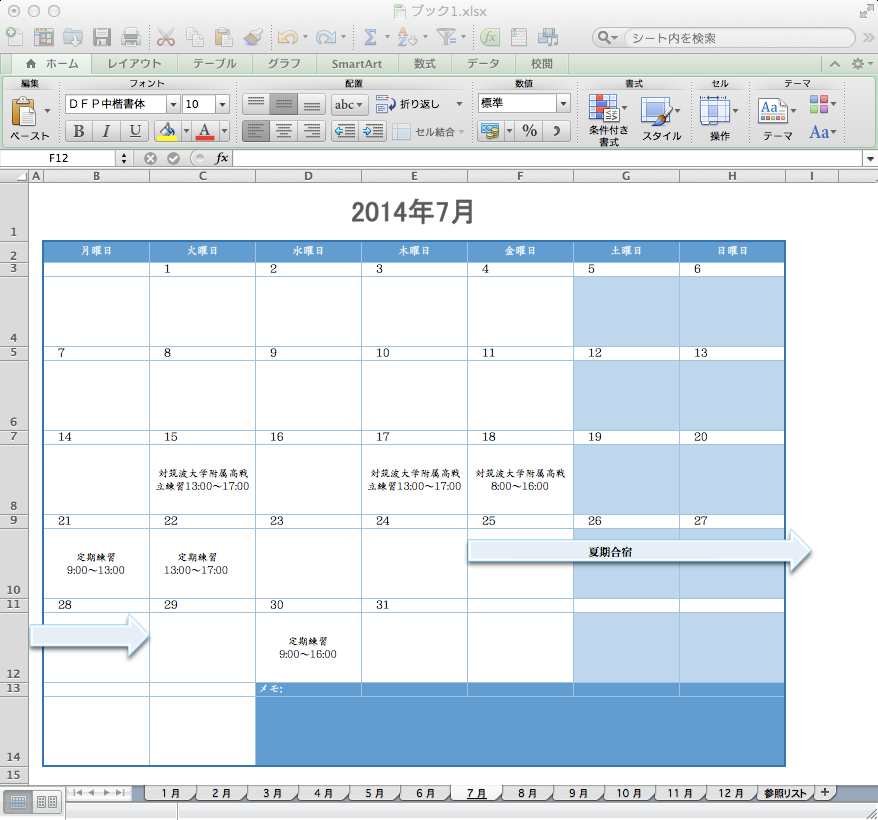 ブック1.xlsx
シート内を検索
ホーム レイアウト テーブル グラフ SmartArt 数式 データ 校閲
編集 フォント 配置 数値 書式 セル テーマ
ＤＦＰ中楷書体 10 abc 折り返し 標準
ペースト B I U A セル結合 % 条件付き書式 スタイル 操作 Aa テーマ Aa
F12 fx
A B C D E F G H I
1 2014年7月
2 月曜日 火曜日 水曜日 木曜日 金曜日 土曜日 日曜日
3 1 2 3 4 5 6
4
5 7 8 9 10 11 12 13
6
7 14 15 16 17 18 19 20
対筑波大学附属高戦 対筑波大学附属高戦 対筑波大学附属高戦
立練習13:00～17:00 立練習13:00～17:00 8:00～16:00
8
9 21 22 23 24 25 26 27
夏期合宿
定期練習 定期練習
9:00～13:00 13:00～17:00
10
11 28 29 30 31
定期練習
9:00～16:00
12
13 メモ:
14
15
1月 2月 3月 4月 5月 6月 7月 8月 9月 10月 11月 12月 参照リスト